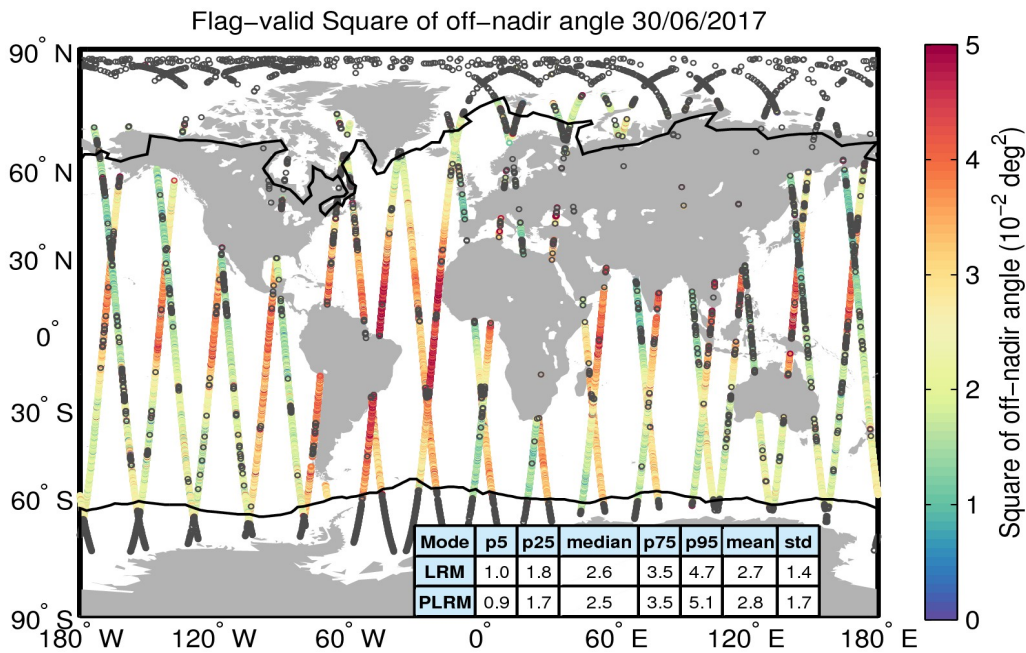 Flag−valid Square of off−nadir angle 30/06/2017
90° N
60° N
30° N
0°
30° S
60° S
90° S
180° W
120° W
60° W
0°
60° E
120° E
180° E
Mode p5 p25 median p75 p95 mean std
LRM 1.0 1.8 2.6 3.5 4.7 2.7 1.4
PLRM 0.9 1.7 2.5 3.5 5.1 2.8 1.7
5
4
3
2
1
0
Square of off−nadir angle (10⁻² deg²)